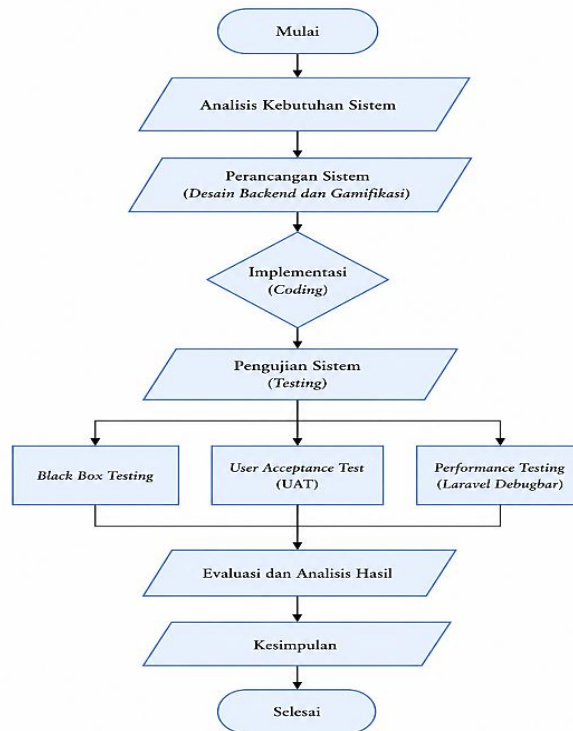 Mulai
Analisis Kebutuhan Sistem
Perancangan Sistem
(Desain Backend dan Gamifikasi)
Implementasi
(Coding)
Pengujian Sistem
(Testing)
Black Box Testing
User Acceptance Test
(UAT)
Performance Testing
(Laravel Debugbar)
Evaluasi dan Analisis Hasil
Kesimpulan
Selesai